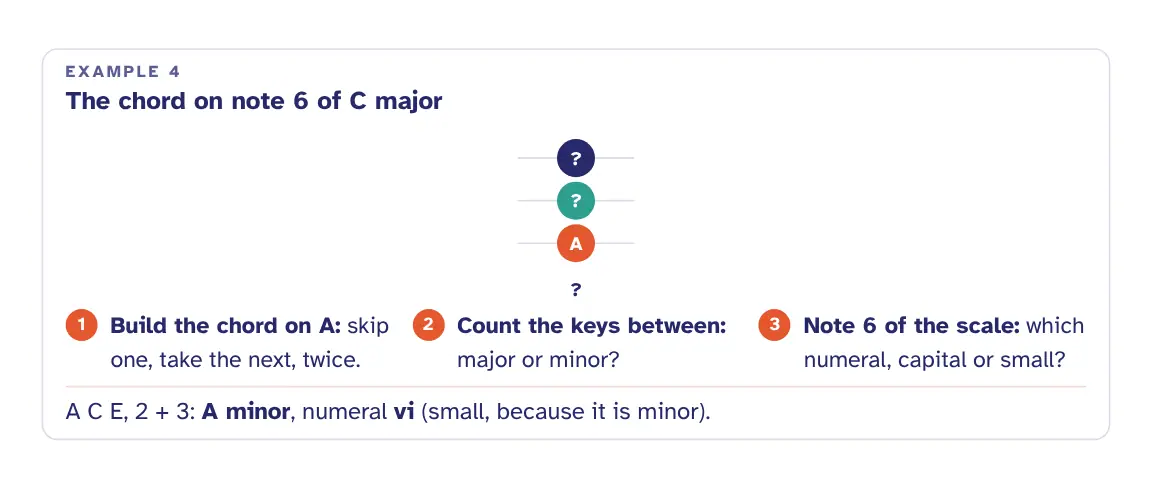 EXAMPLE 4
The chord on note 6 of C major
?
?
A
?
1 Build the chord on A: skip
one, take the next, twice.
2 Count the keys between:
major or minor?
3 Note 6 of the scale: which
numeral, capital or small?
A C E, 2 + 3: A minor, numeral vi (small, because it is minor).